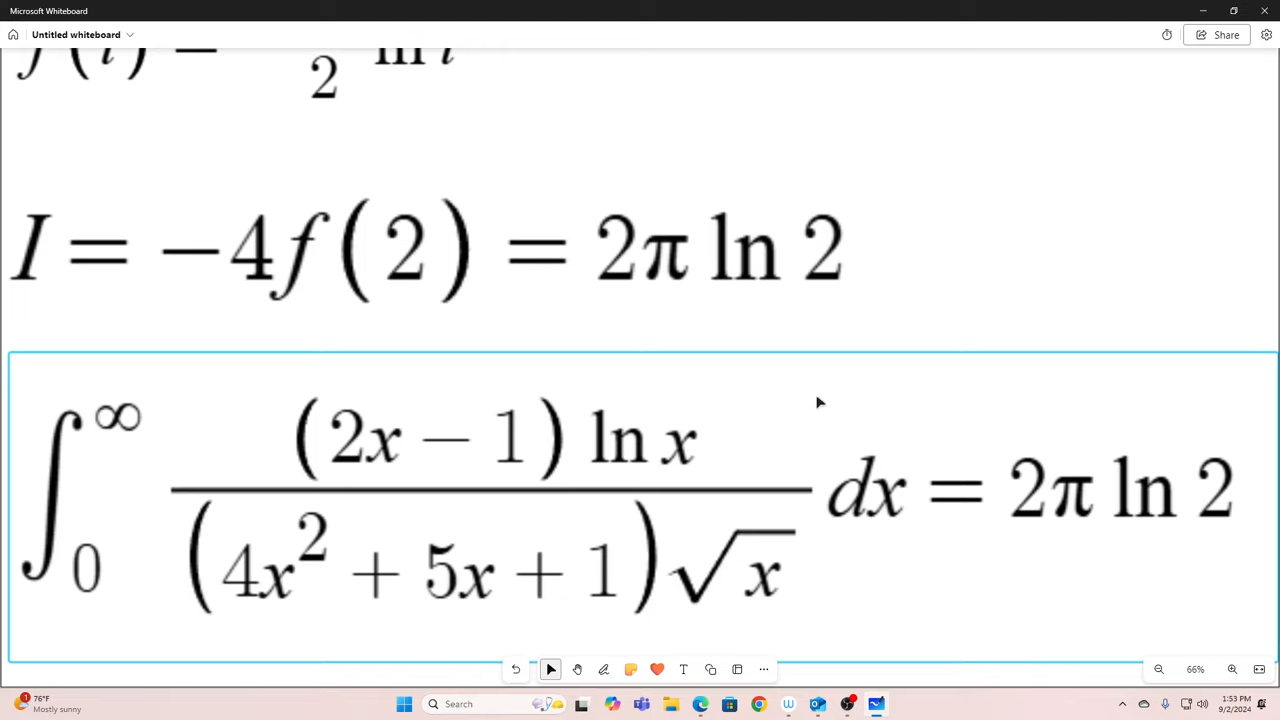 Microsoft Whiteboard
Untitled whiteboard
Share
2
I = −4f(2) = 2π ln 2
∫₀^∞ (2x − 1) ln x / (4x² + 5x + 1)√x dx = 2π ln 2
66%
76°F
Mostly sunny
Search
1:53 PM
9/2/2024